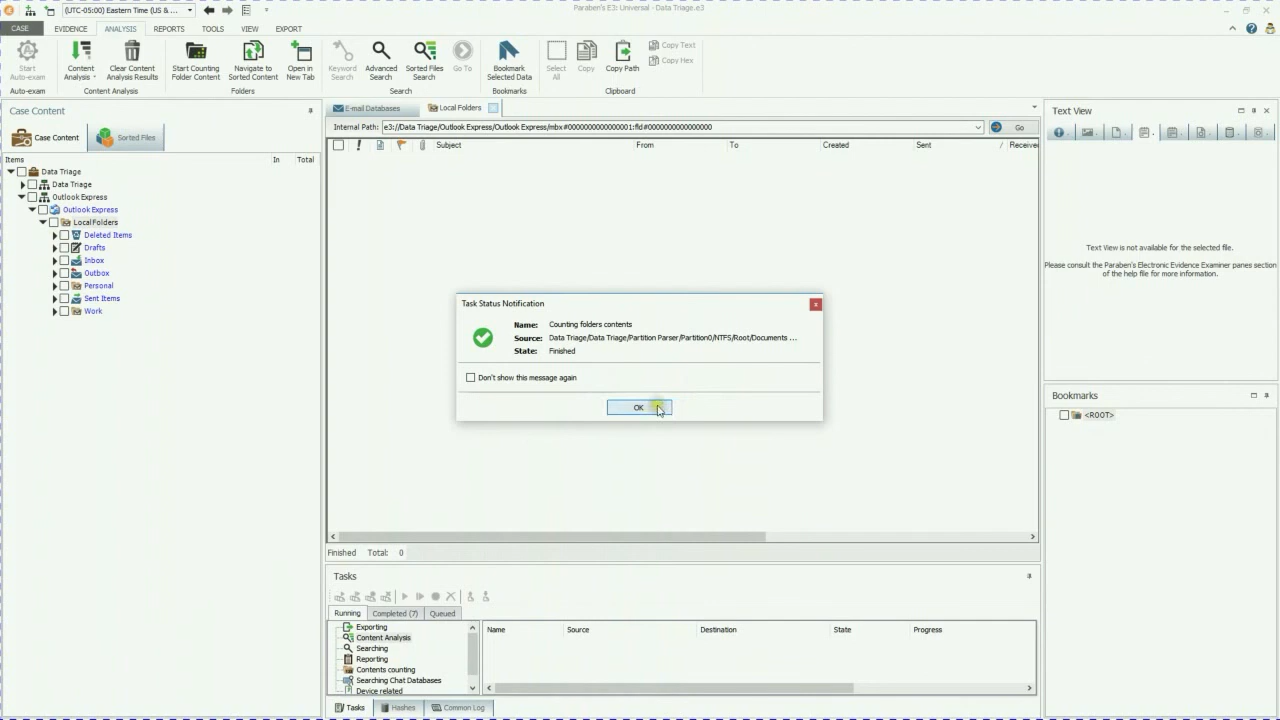 Paraben's E3: Universal - Data Triage.e3
(UTC-05:00) Eastern Time (US & ...
CASE EVIDENCE ANALYSIS REPORTS TOOLS VIEW EXPORT
Start Auto-exam
Content Analysis
Clear Content Analysis Results
Start Counting Folder Content
Navigate to Sorted Content
Open in New Tab
Keyword Search
Advanced Search
Sorted Files Search
Go To
Bookmark Selected Data
Select All
Copy
Copy Path
Copy Text
Copy Hex
Auto-exam Content Analysis Folders Search Bookmarks Clipboard
Case Content
Case Content Sorted Files
Items In Total
Data Triage
Data Triage
Outlook Express
Outlook Express
Local Folders
Deleted Items
Drafts
Inbox
Outbox
Personal
Sent Items
Work
E-mail Databases Local Folders
Internal Path: e3://Data Triage/Outlook Express/Outlook Express/mbx#0000000000000001:fld#0000000000000000 Go
! Subject From To Created Sent / Received
Task Status Notification
Name: Counting folders contents
Source: Data Triage/Data Triage/Partition Parser/Partition0/NTFS/Root/Documents ...
State: Finished
Don't show this message again
OK
Finished Total: 0
Tasks
Running Completed (7) Queued
Exporting
Content Analysis
Searching
Reporting
Contents counting
Searching Chat Databases
Device related
Name Source Destination State Progress
Tasks Hashes Common Log
Text View
Text View is not available for the selected file.
Please consult the Paraben's Electronic Evidence Examiner panes section
of the help file for more information.
Bookmarks
<ROOT>